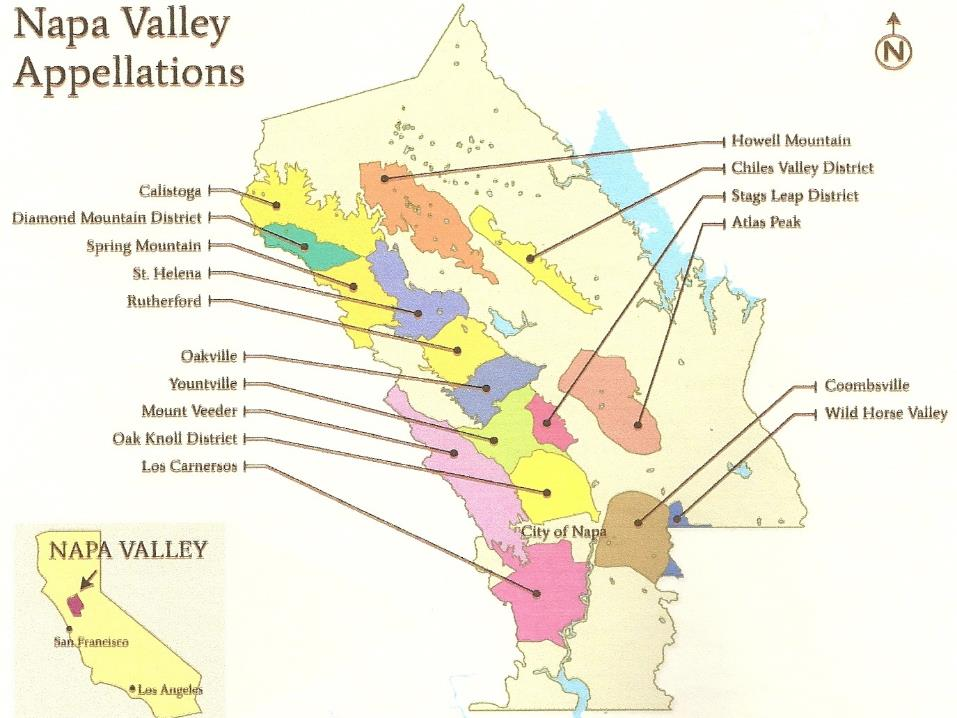 Napa Valley
Appellations
N
Howell Mountain
Chiles Valley District
Stags Leap District
Atlas Peak
Calistoga
Diamond Mountain District
Spring Mountain
St. Helena
Rutherford
Oakville
Yountville
Mount Veeder
Oak Knoll District
Los Carnersos
Coombsville
Wild Horse Valley
City of Napa
NAPA VALLEY
San Francisco
Los Angeles